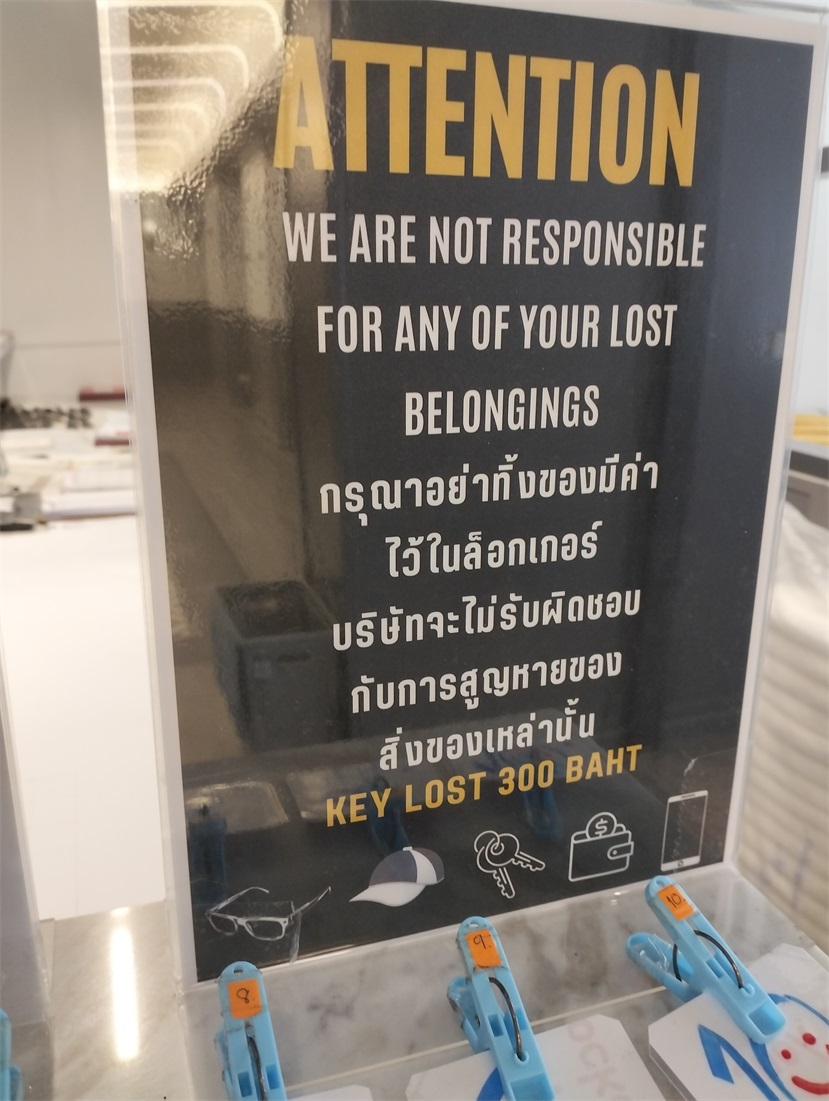 ATTENTION
WE ARE NOT RESPONSIBLE
FOR ANY OF YOUR LOST
BELONGINGS
กรุณาอย่าทิ้งของมีค่า
ไว้ในล็อกเกอร์
บริษัทจะไม่รับผิดชอบ
กับการสูญหายของ
สิ่งของเหล่านั้น
KEY LOST 300 BAHT
8
9
10